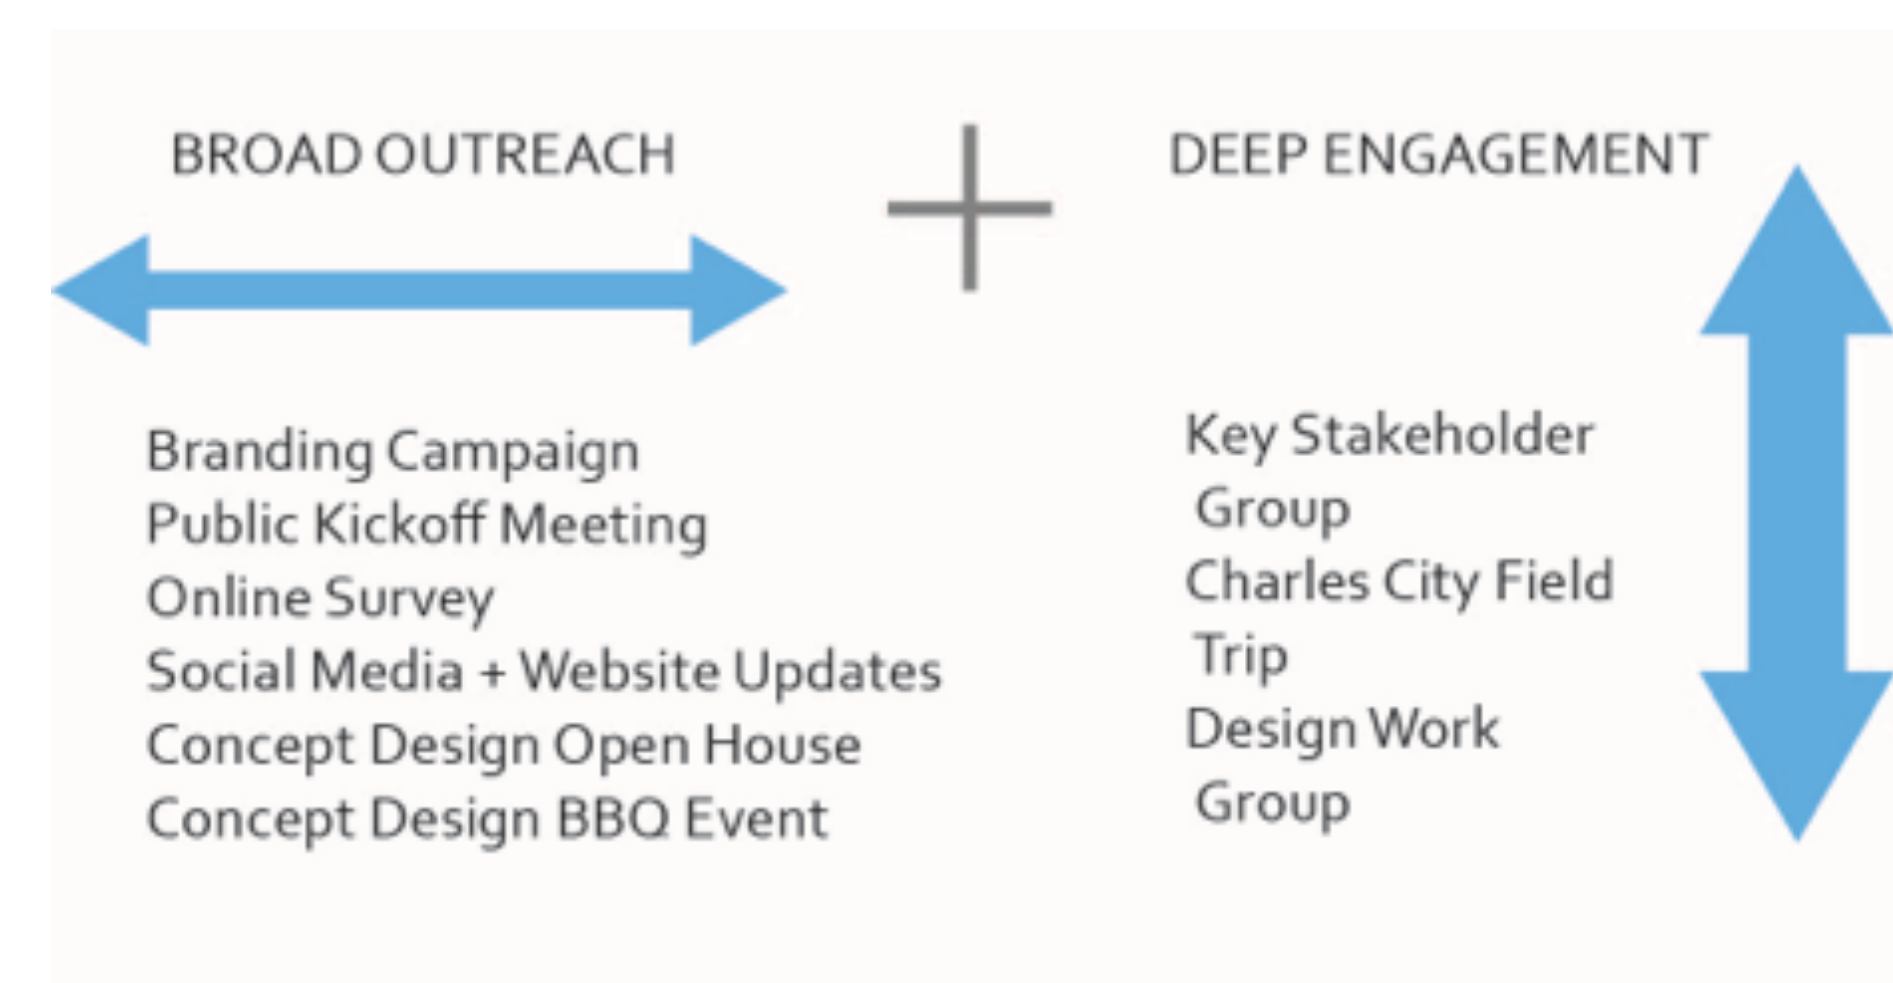 BROAD OUTREACH
Branding Campaign
Public Kickoff Meeting
Online Survey
Social Media + Website Updates
Concept Design Open House
Concept Design BBQ Event
DEEP ENGAGEMENT
Key Stakeholder
Group
Charles City Field
Trip
Design Work
Group